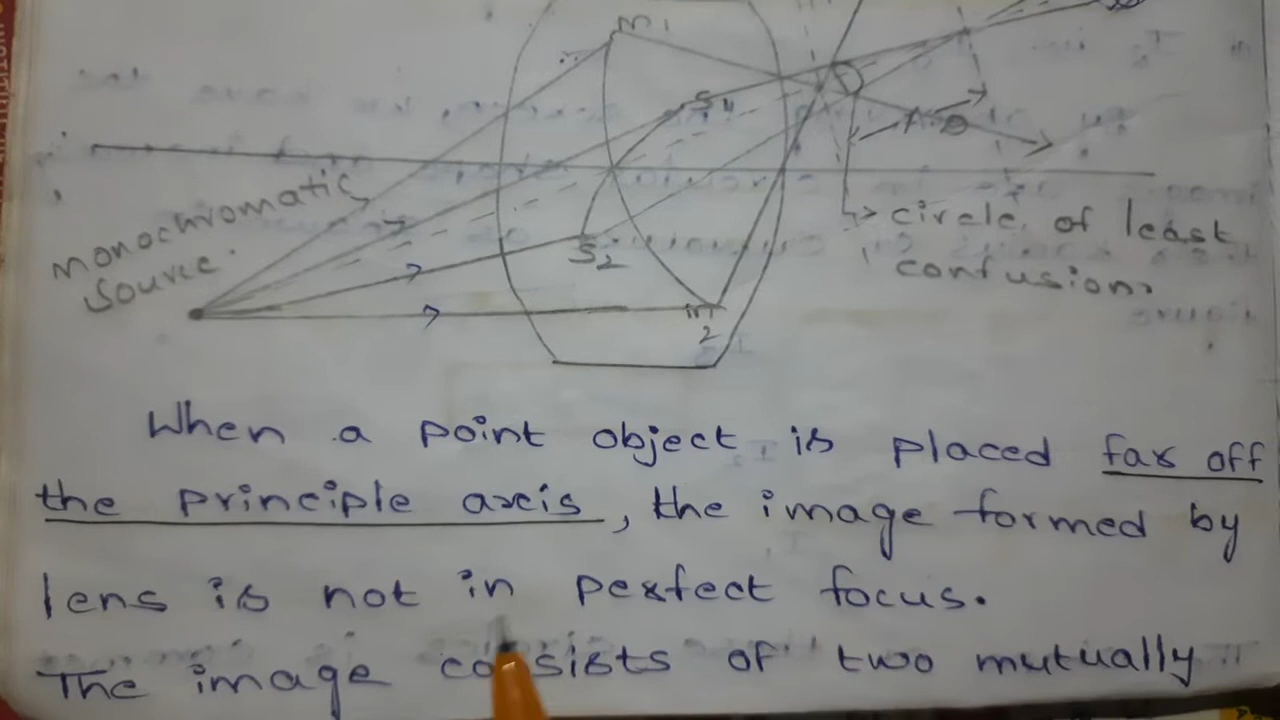 M1
S1
monochromatic
source.
S2
M2
circle of least
confusion
When a point object is placed far off
the principle axis, the image formed by
lens is not in perfect focus.
The image consists of two mutually